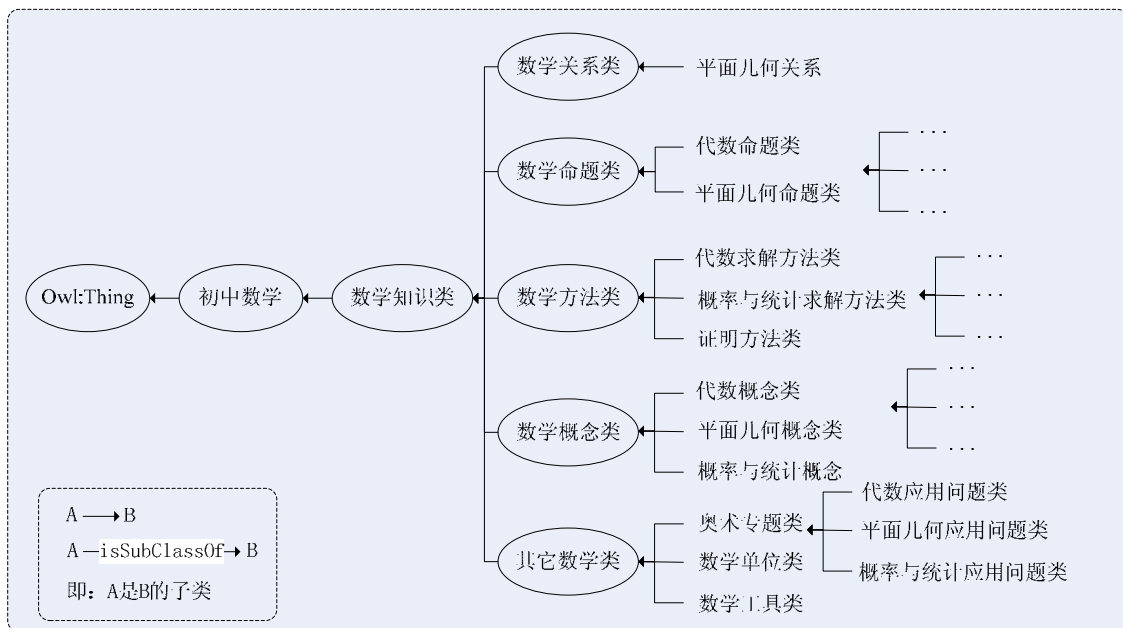 数学关系类
平面几何关系
数学命题类
代数命题类
平面几何命题类
...
...
...
Owl:Thing
初中数学
数学知识类
数学方法类
代数求解方法类
概率与统计求解方法类
证明方法类
...
...
...
数学概念类
代数概念类
平面几何概念类
概率与统计概念
...
...
...
其它数学类
奥术专题类
数学单位类
数学工具类
代数应用问题类
平面几何应用问题类
概率与统计应用问题类
A → B
A —isSubClassOf→ B
即：A是B的子类